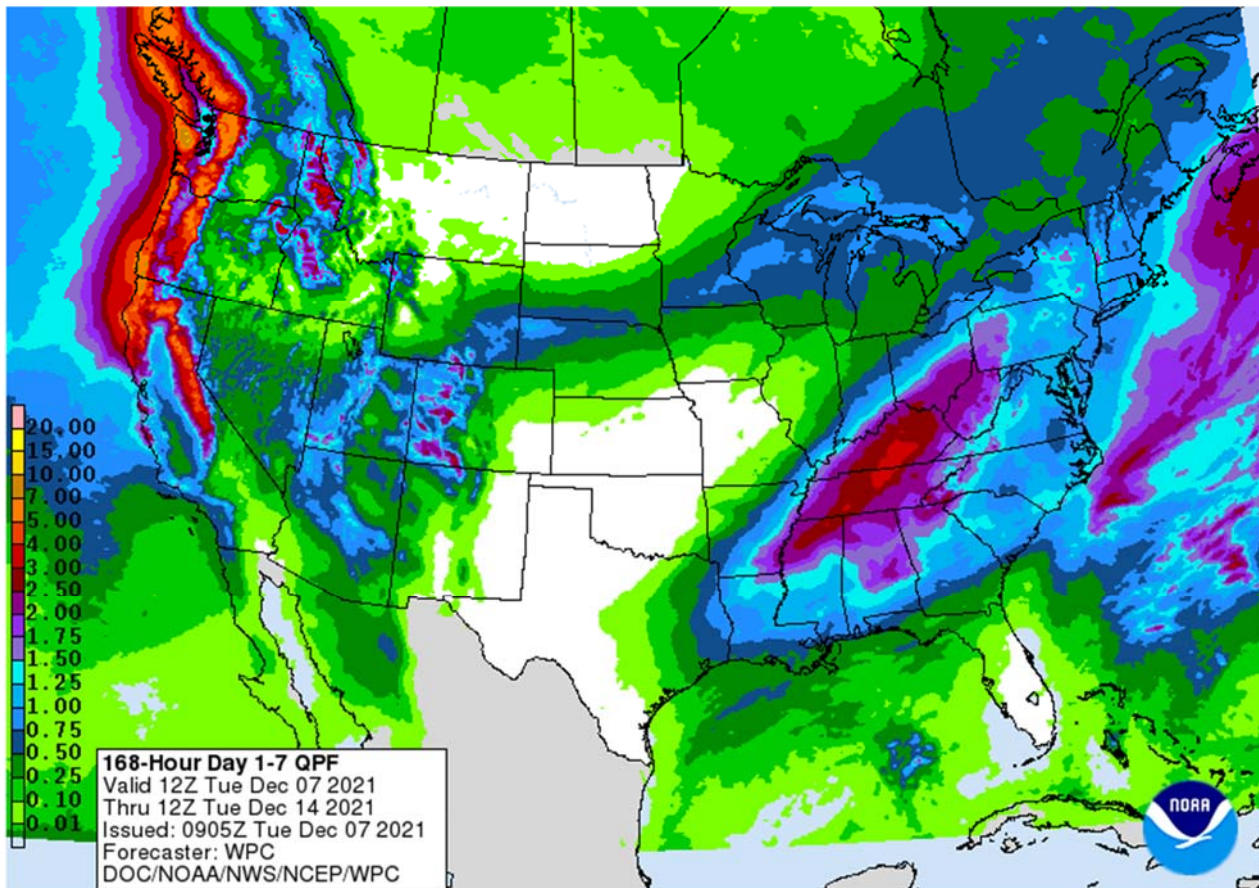 20.00
15.00
10.00
7.00
5.00
4.00
3.00
2.50
2.00
1.75
1.50
1.25
1.00
0.75
0.50
0.25
0.10
0.01
168-Hour Day 1-7 QPF
Valid 12Z Tue Dec 07 2021
Thru 12Z Tue Dec 14 2021
Issued: 0905Z Tue Dec 07 2021
Forecaster: WPC
DOC/NOAA/NWS/NCEP/WPC
NOAA